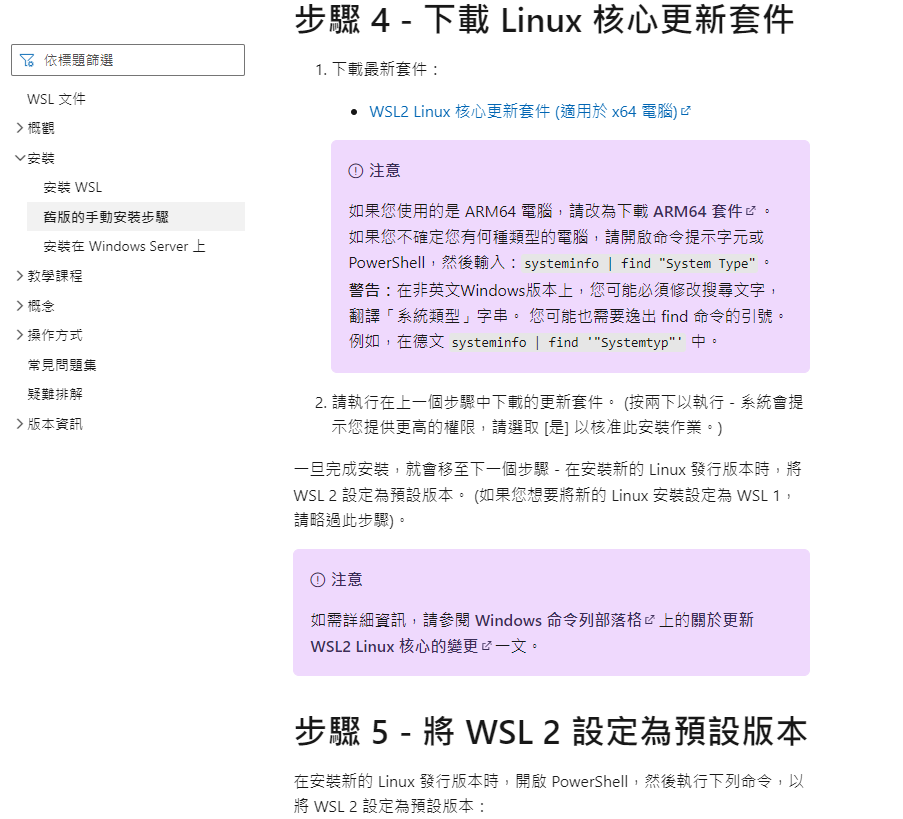 依標題篩選
WSL 文件
概觀
安裝
安裝 WSL
舊版的手動安裝步驟
安裝在 Windows Server 上
教學課程
概念
操作方式
常見問題集
疑難排解
版本資訊
步驟 4 - 下載 Linux 核心更新套件
1. 下載最新套件：
• WSL2 Linux 核心更新套件 (適用於 x64 電腦)
注意
如果您使用的是 ARM64 電腦，請改為下載 ARM64 套件。
如果您不確定您有何種類型的電腦，請開啟命令提示字元或
PowerShell，然後輸入：systeminfo | find "System Type"。
警告：在非英文Windows版本上，您可能必須修改搜尋文字，
翻譯「系統類型」字串。 您可能也需要逸出 find 命令的引號。
例如，在德文 systeminfo | find '"Systemtyp"' 中。
2. 請執行在上一個步驟中下載的更新套件。 (按兩下以執行 - 系統會提
示您提供更高的權限，請選取 [是] 以核准此安裝作業。)
一旦完成安裝，就會移至下一個步驟 - 在安裝新的 Linux 發行版本時，將
WSL 2 設定為預設版本。 (如果您想要將新的 Linux 安裝設定為 WSL 1，
請略過此步驟)。
注意
如需詳細資訊，請參閱 Windows 命令列部落格上的關於更新
WSL2 Linux 核心的變更一文。
步驟 5 - 將 WSL 2 設定為預設版本
在安裝新的 Linux 發行版本時，開啟 PowerShell，然後執行下列命令，以
將 WSL 2 設定為預設版本：